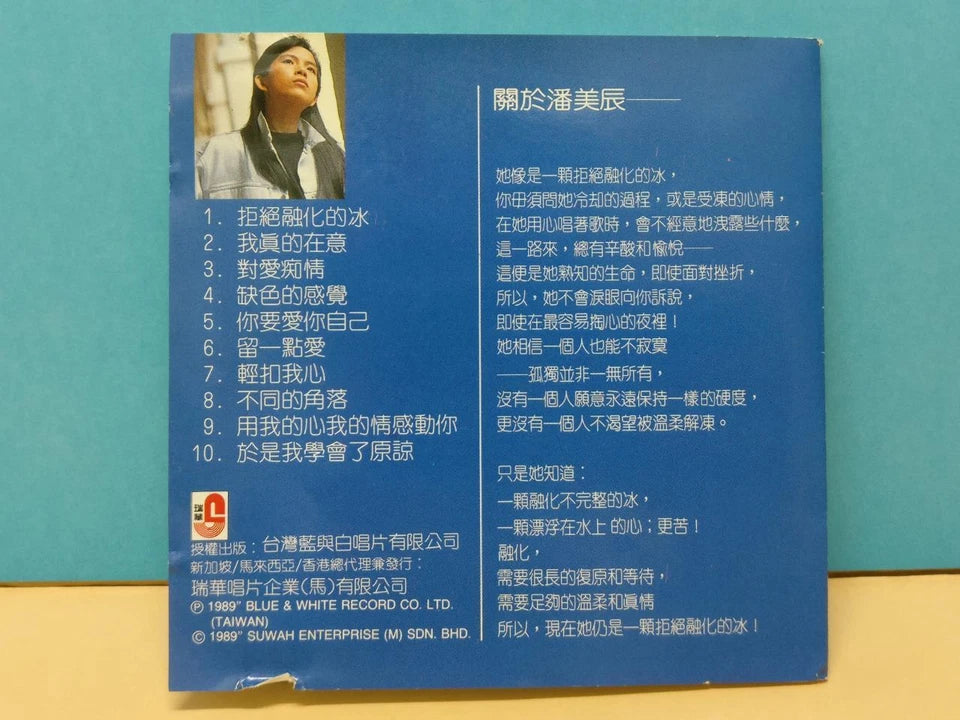 1. 拒絕融化的冰
2. 我眞的在意
3. 對愛痴情
4. 缺色的感覺
5. 你要愛你自己
6. 留一點愛
7. 輕扣我心
8. 不同的角落
9. 用我的心我的情感動你
10. 於是我學會了原諒
瑞華
授權出版：台灣藍與白唱片有限公司
新加坡/馬來西亞/香港總代理兼發行：
瑞華唱片企業(馬)有限公司
Ⓟ 1989" BLUE & WHITE RECORD CO. LTD.
(TAIWAN)
© 1989" SUWAH ENTERPRISE (M) SDN. BHD.
關於潘美辰——
她像是一顆拒絕融化的冰，
你毋須問她冷却的過程，或是受凍的心情，
在她用心唱著歌時，會不經意地洩露些什麼，
這一路來，總有辛酸和愉悅——
這便是她熟知的生命，即使面對挫折，
所以，她不會淚眼向你訴說，
即使在最容易掏心的夜裡！
她相信一個人也能不寂寞
——孤獨並非一無所有，
沒有一個人願意永遠保持一樣的硬度，
更沒有一個人不渴望被溫柔解凍。
只是她知道：
一顆融化不完整的冰，
一顆漂浮在水上的心；更苦！
融化，
需要很長的復原和等待，
需要足夠的溫柔和眞情
所以，現在她仍是一顆拒絕融化的冰！